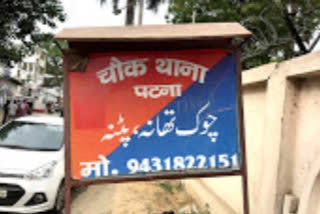 चौक थाना
पटना
چوک تھانہ، پٹنہ
मो. 9431822151